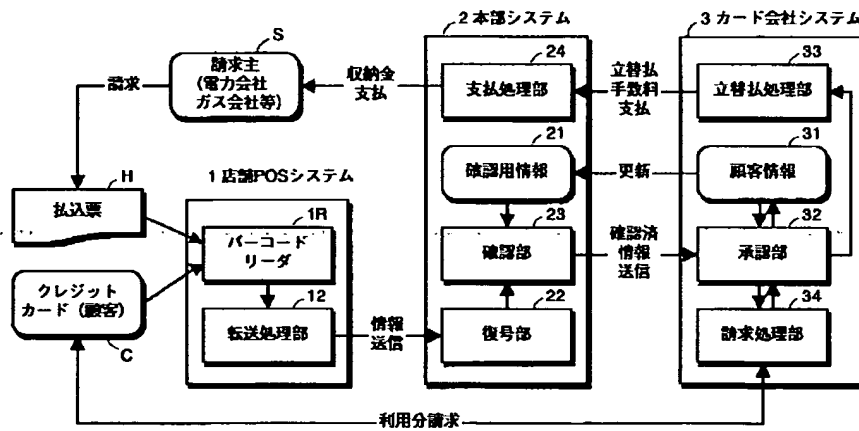 2 本部システム
3 カード会社システム
S
請求主
(電力会社
ガス会社等)
請求
収納金
支払
24
支払処理部
立替払
手数料
支払
33
立替払処理部
H
払込票
1 店舗POSシステム
21
確認用情報
更新
31
顧客情報
1R
バーコード
リーダ
23
確認部
確認済
情報
送信
32
承認部
クレジット
カード (顧客)
C
12
転送処理部
情報
送信
22
復号部
34
請求処理部
利用分請求